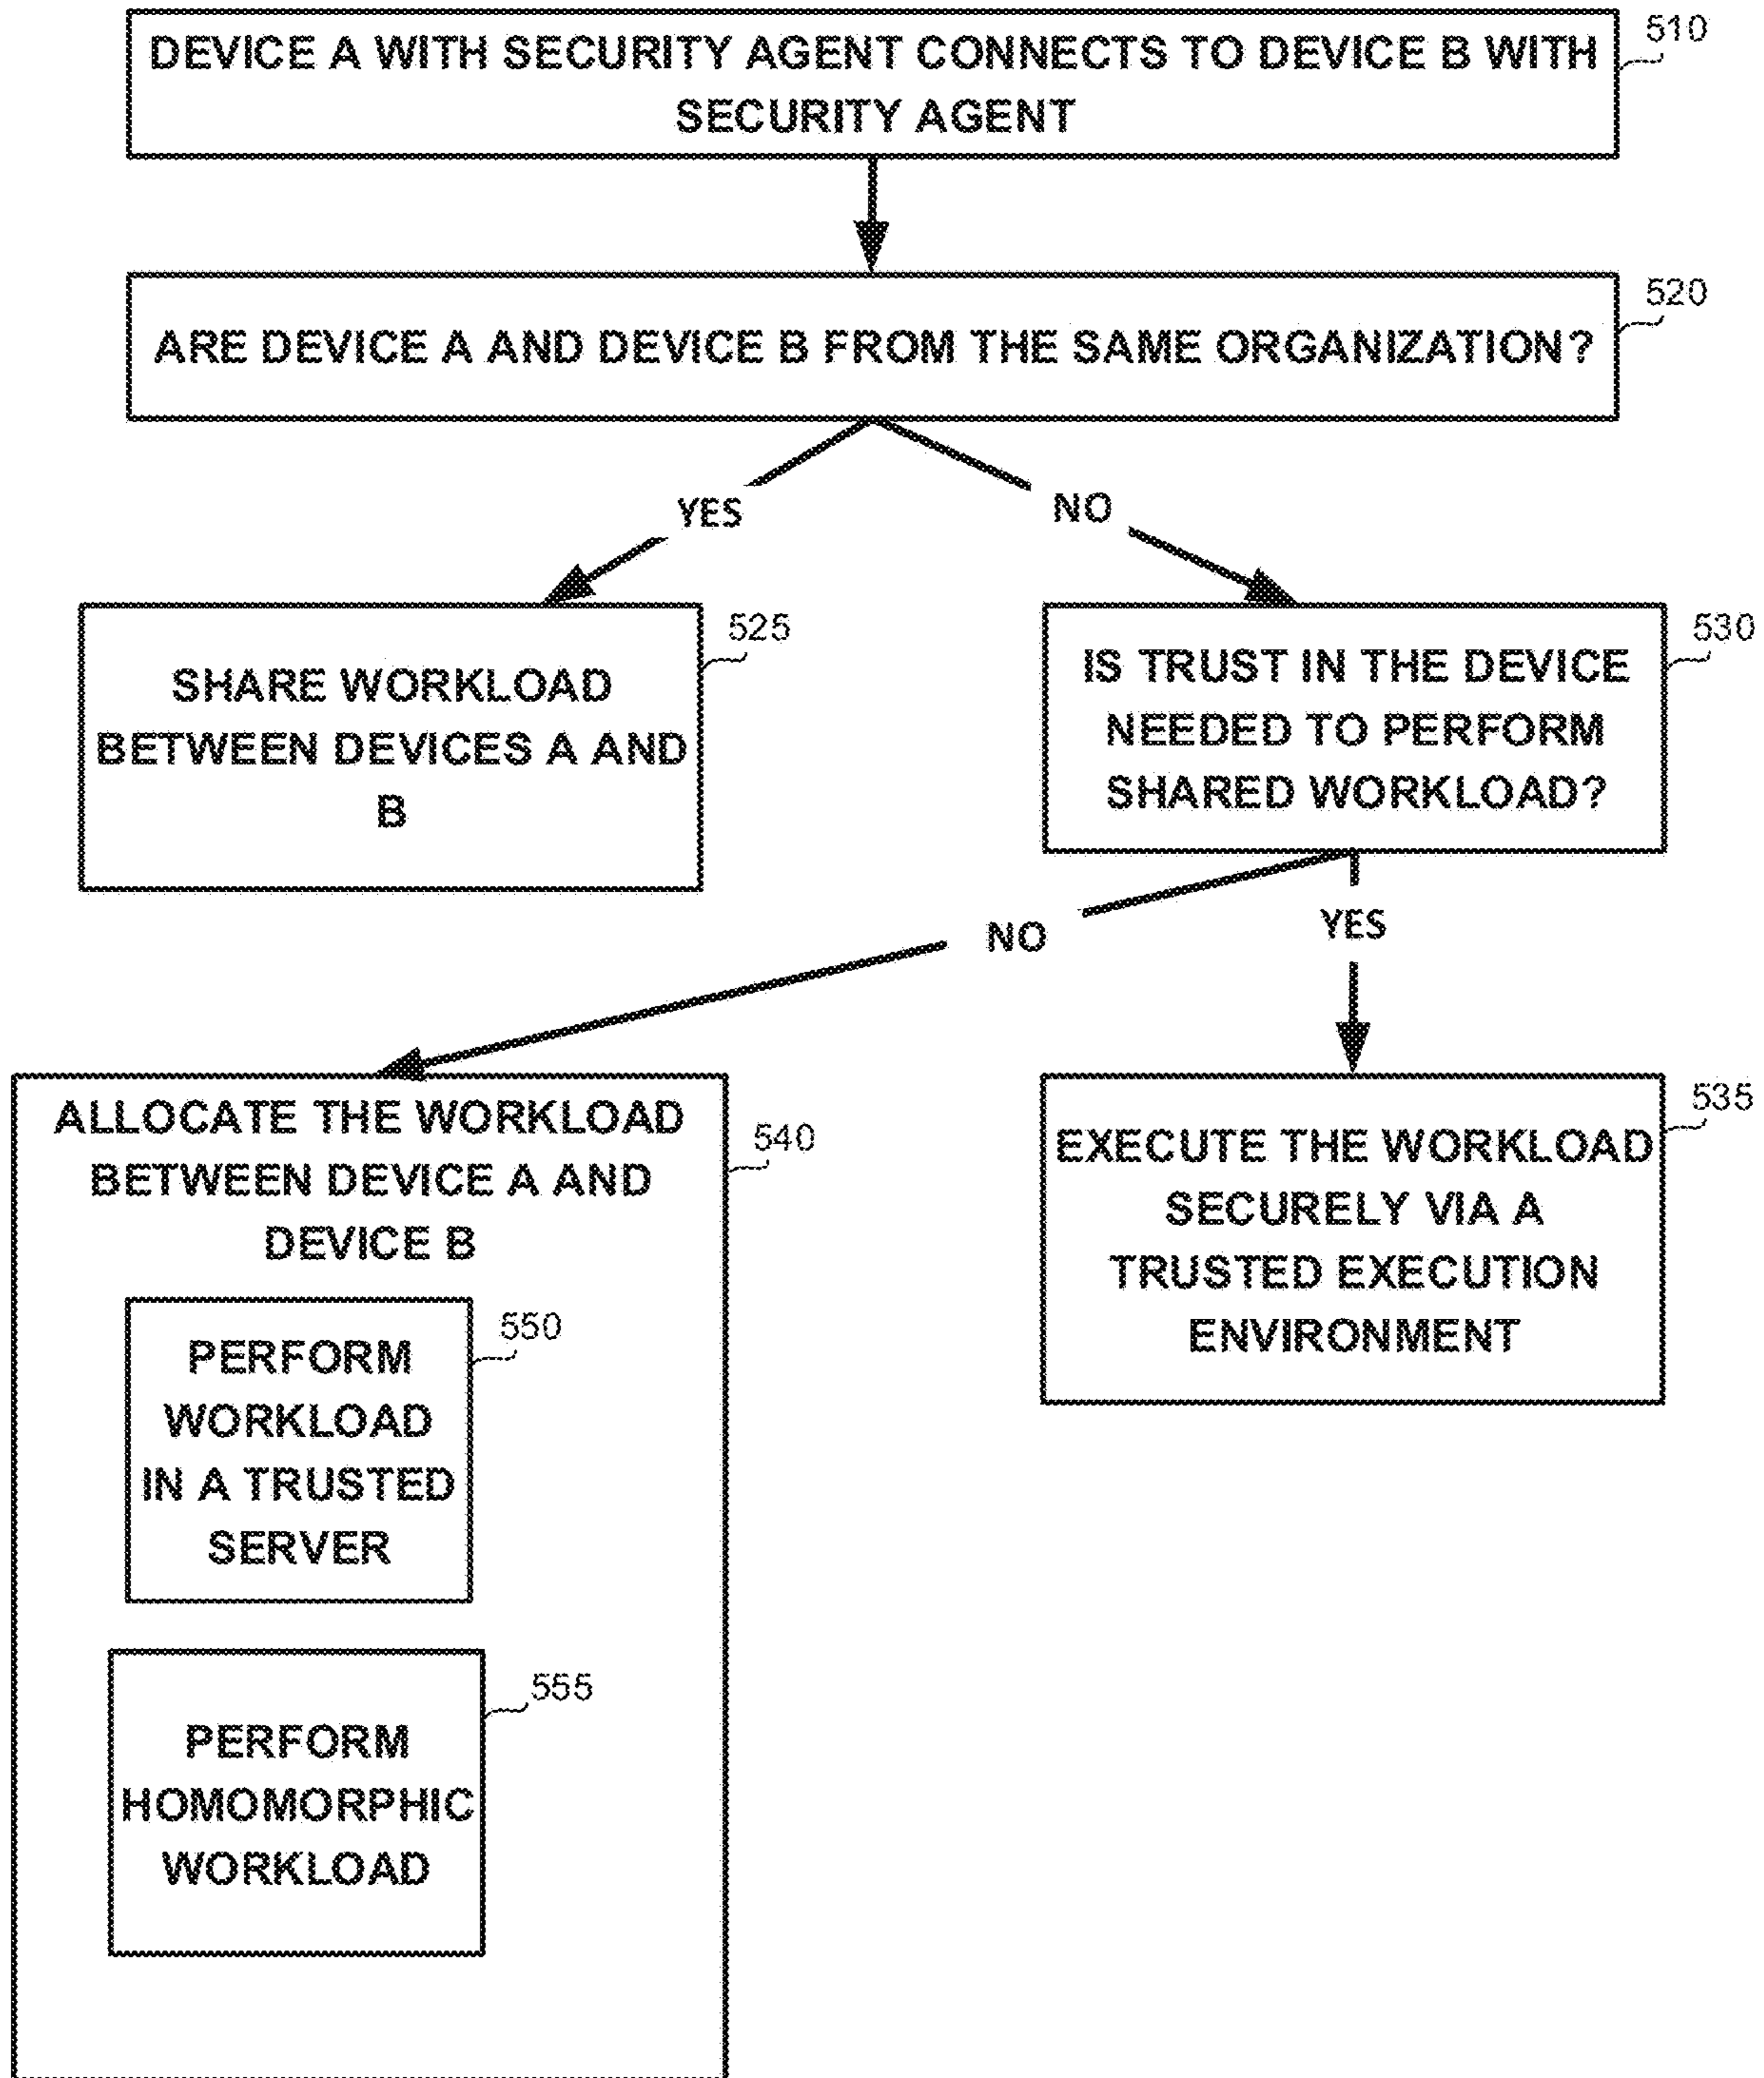 DEVICE A WITH SECURITY AGENT CONNECTS TO DEVICE B WITH
SECURITY AGENT
510
ARE DEVICE A AND DEVICE B FROM THE SAME ORGANIZATION?
520
YES
NO
SHARE WORKLOAD
BETWEEN DEVICES A AND
B
525
IS TRUST IN THE DEVICE
NEEDED TO PERFORM
SHARED WORKLOAD?
530
NO
YES
ALLOCATE THE WORKLOAD
BETWEEN DEVICE A AND
DEVICE B
540
EXECUTE THE WORKLOAD
SECURELY VIA A
TRUSTED EXECUTION
ENVIRONMENT
535
PERFORM
WORKLOAD
IN A TRUSTED
SERVER
550
PERFORM
HOMOMORPHIC
WORKLOAD
555